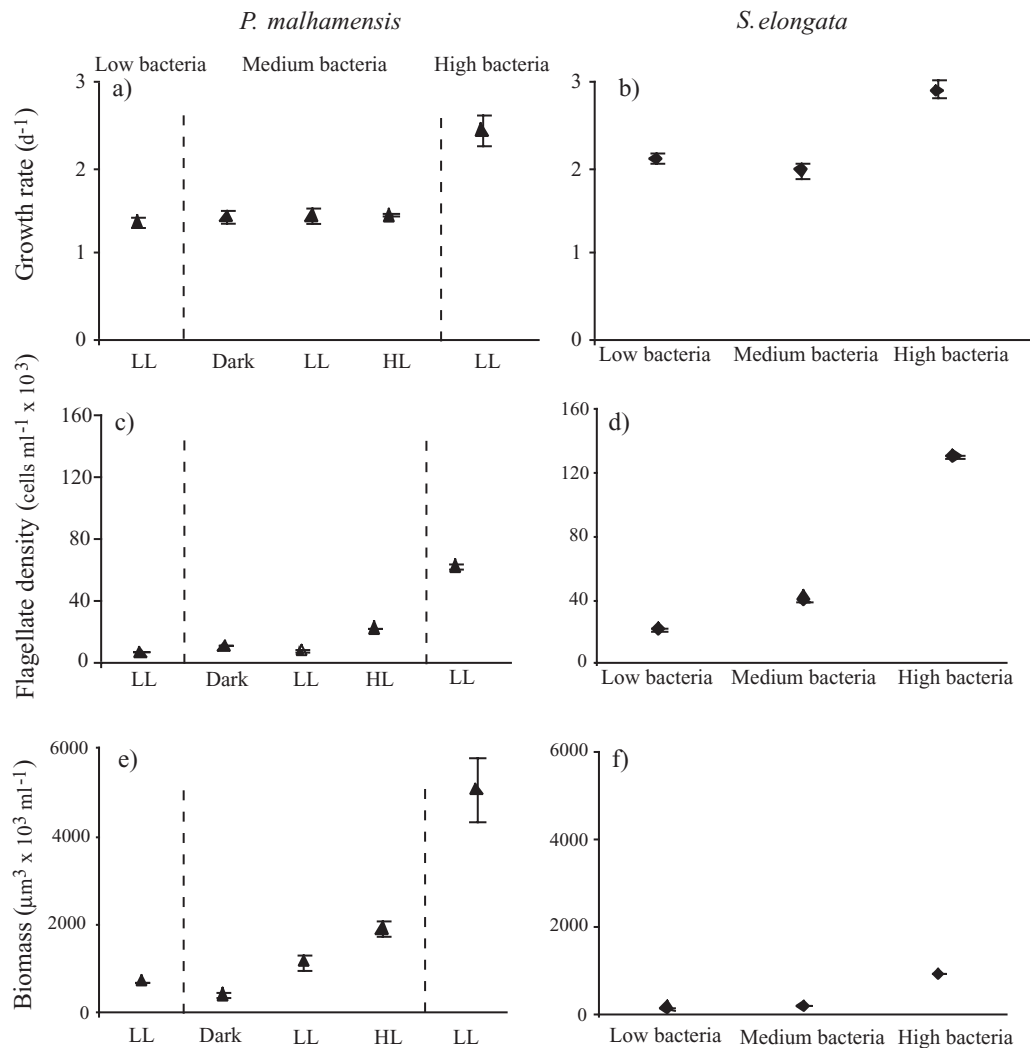 P. malhamensis
S. elongata
Low bacteria Medium bacteria High bacteria
a)
3
2
1
0
Growth rate (d⁻¹)
LL Dark LL HL LL
b)
3
2
1
0
Low bacteria Medium bacteria High bacteria
c)
160
120
80
40
0
Flagellate density (cells ml⁻¹ x 10³)
LL Dark LL HL LL
d)
160
120
80
40
0
Low bacteria Medium bacteria High bacteria
e)
6000
4000
2000
0
Biomass (µm³ x 10³ ml⁻¹)
LL Dark LL HL LL
f)
6000
4000
2000
0
Low bacteria Medium bacteria High bacteria